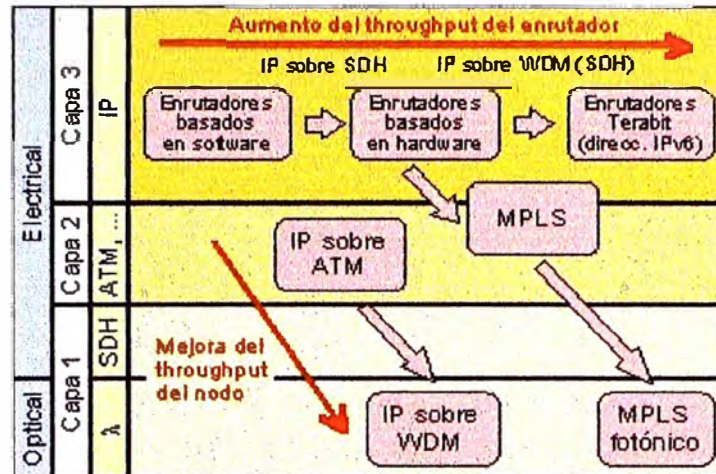 Aumento del throughput del enrutador
IP sobre SDH
IP sobre WDM (SDH)
Electrical
Optical
Capa 3
Capa 2
Capa 1
IP
ATM, ...
SDH
λ
Enrutadores
basados
en sotware
Enrutadores
basados
en hardware
Enrutadores
Terabit
(direcc. IPv6)
MPLS
IP sobre
ATM
Mejora del
throughput
del nodo
IP sobre
WDM
MPLS
fotónico